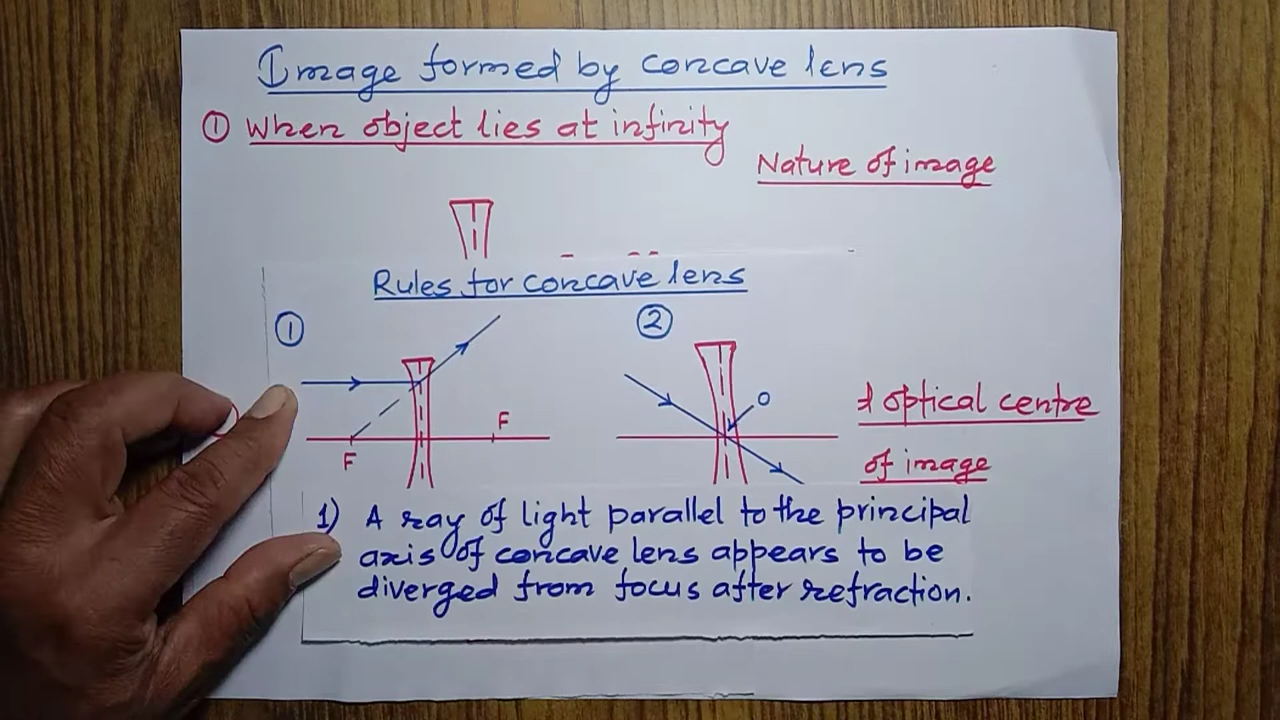 Image formed by concave lens
① When object lies at infinity
Nature of image
Rules for concave lens
①
②
F
F
O
optical centre
of image
1) A ray of light parallel to the principal
axis of concave lens appears to be
diverged from focus after refraction.